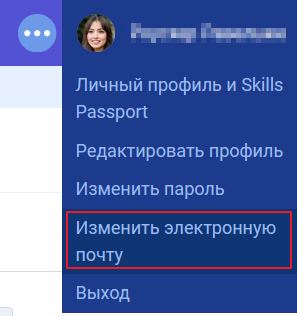 Личный профиль и Skills
Passport
Редактировать профиль
Изменить пароль
Изменить электронную
почту
Выход